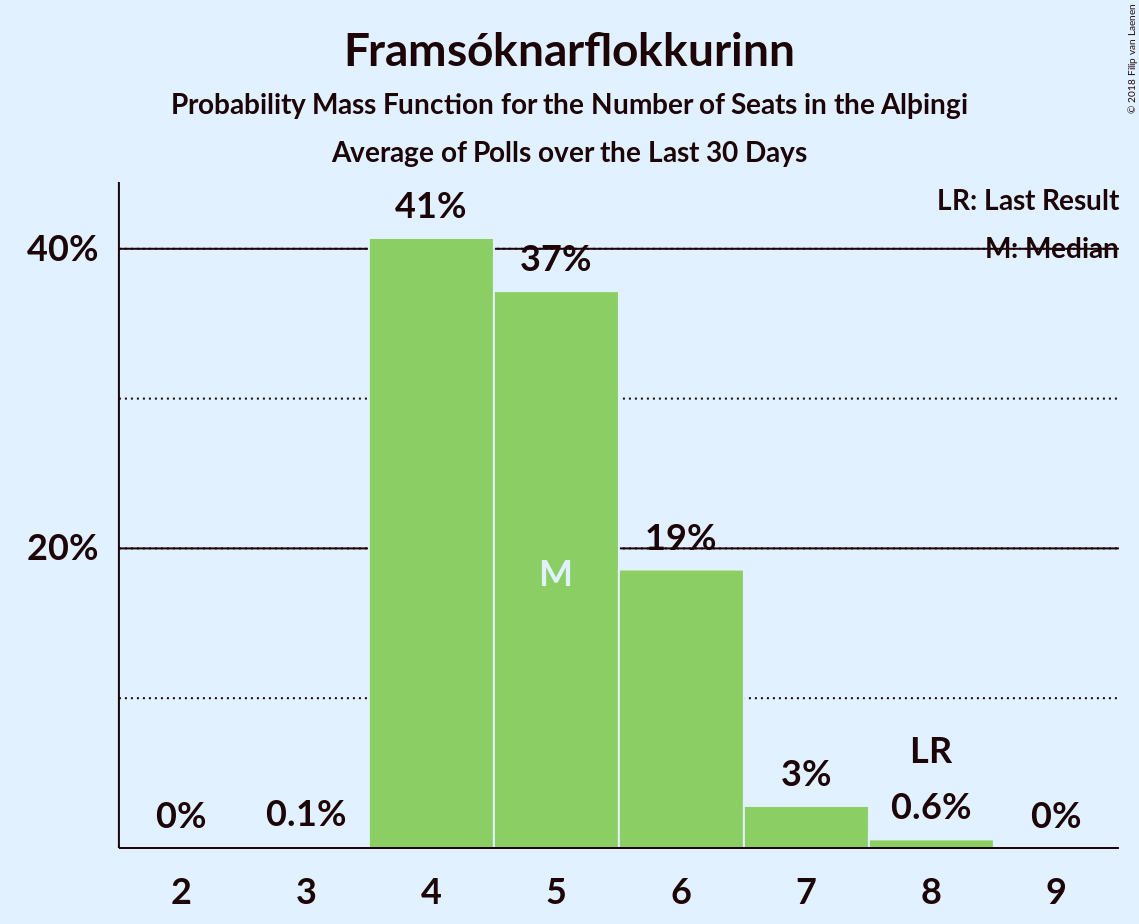 Framsóknarflokkurinn
Probability Mass Function for the Number of Seats in the Alþingi
Average of Polls over the Last 30 Days
© 2018 Filip van Laenen
LR: Last Result
M: Median
41%
40%
37%
19%
20%
M
LR
3%
0.6%
0%
0.1%
0%
2 3 4 5 6 7 8 9